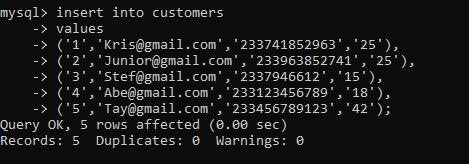 mysql> insert into customers
    -> values
    -> ('1','Kris@gmail.com','233741852963','25'),
    -> ('2','Junior@gmail.com','233963852741','25'),
    -> ('3','Stef@gmail.com','2337946612','15'),
    -> ('4','Abe@gmail.com','233123456789','18'),
    -> ('5','Tay@gmail.com','233456789123','42');
Query OK, 5 rows affected (0.00 sec)
Records: 5  Duplicates: 0  Warnings: 0